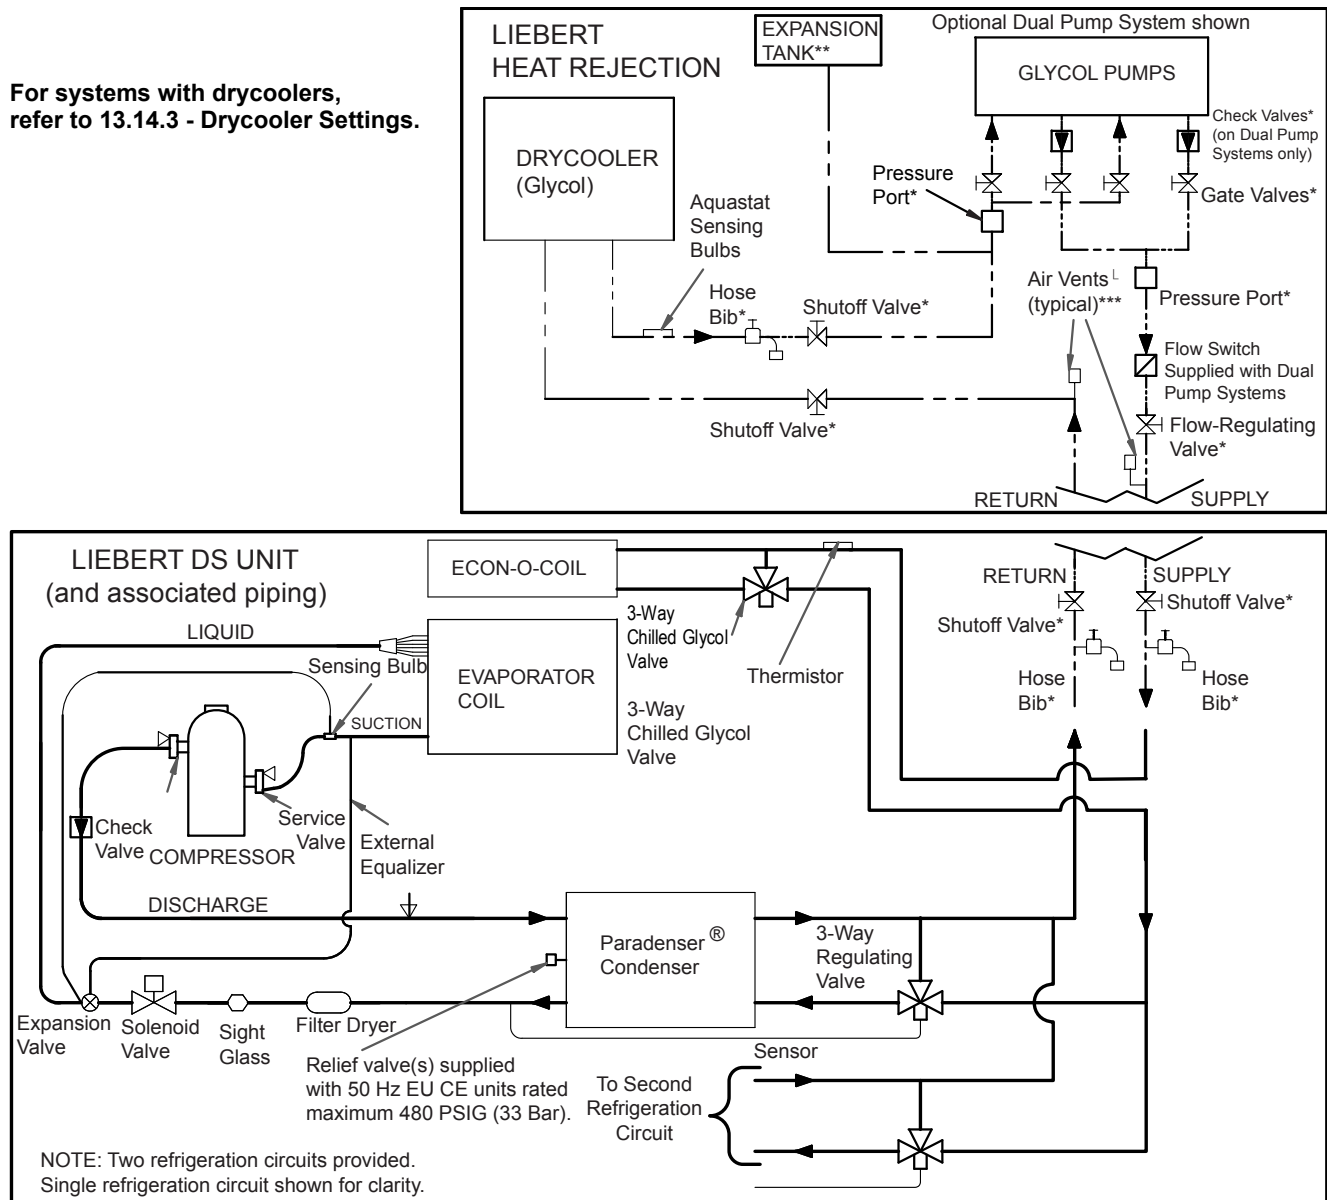 For systems with drycoolers,
refer to 13.14.3 - Drycooler Settings.
LIEBERT
HEAT REJECTION
EXPANSION
TANK**
Optional Dual Pump System shown
GLYCOL PUMPS
Check Valves*
(on Dual Pump
Systems only)
DRYCOOLER
(Glycol)
Pressure
Port*
Gate Valves*
Aquastat
Sensing
Bulbs
Hose
Bib*
Shutoff Valve*
Air Vents└
(typical)***
Pressure Port*
Flow Switch
Supplied with Dual
Pump Systems
Shutoff Valve*
Flow-Regulating
Valve*
RETURN
SUPPLY
LIEBERT DS UNIT
(and associated piping)
ECON-O-COIL
LIQUID
Sensing Bulb
3-Way
Chilled Glycol
Valve
Thermistor
RETURN
SUPPLY
Shutoff Valve*
Shutoff Valve*
Hose
Bib*
Hose
Bib*
EVAPORATOR
COIL
3-Way
Chilled Glycol
Valve
SUCTION
Check
Valve
Service
Valve
COMPRESSOR
External
Equalizer
DISCHARGE
Paradenser ®
Condenser
3-Way
Regulating
Valve
Expansion
Valve
Solenoid
Valve
Sight
Glass
Filter Dryer
Relief valve(s) supplied
with 50 Hz EU CE units rated
maximum 480 PSIG (33 Bar).
Sensor
To Second
Refrigeration
Circuit
NOTE: Two refrigeration circuits provided.
Single refrigeration circuit shown for clarity.